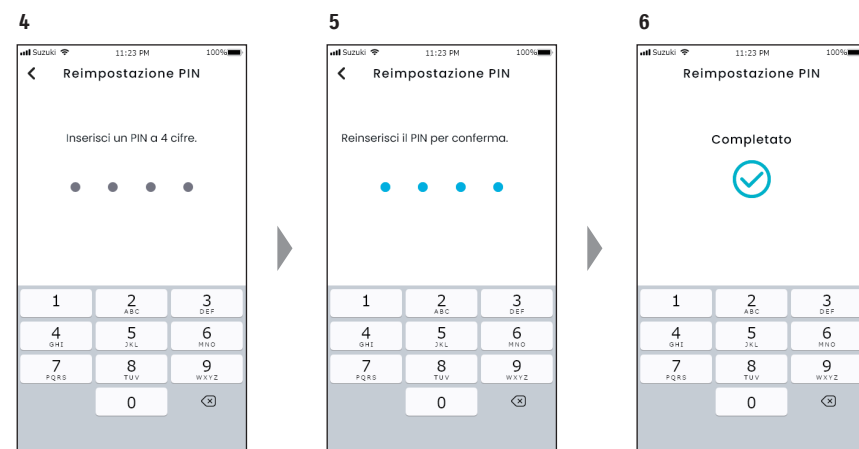 4
Suzuki 11:23 PM 100%
Reimpostazione PIN
Inserisci un PIN a 4 cifre.
1 2 3
ABC DEF
4 5 6
GHI JKL MNO
7 8 9
PQRS TUV WXYZ
0
5
Suzuki 11:23 PM 100%
Reimpostazione PIN
Reinserisci il PIN per conferma.
1 2 3
ABC DEF
4 5 6
GHI JKL MNO
7 8 9
PQRS TUV WXYZ
0
6
Suzuki 11:23 PM 100%
Reimpostazione PIN
Completato
1 2 3
ABC DEF
4 5 6
GHI JKL MNO
7 8 9
PQRS TUV WXYZ
0